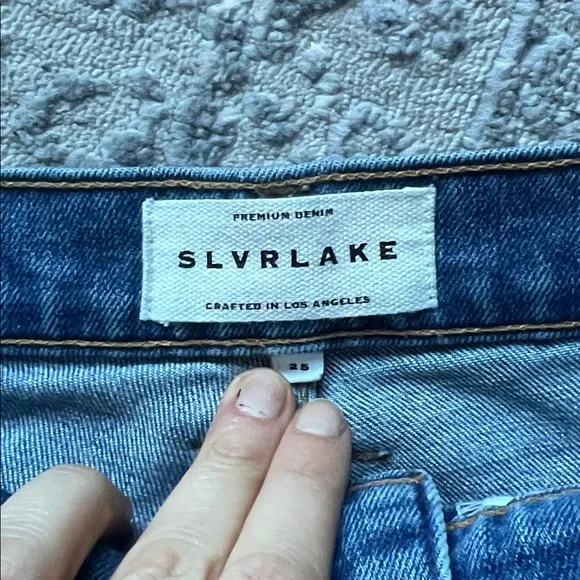 PREMIUM DENIM
SLVRLAKE
CRAFTED IN LOS ANGELES
25